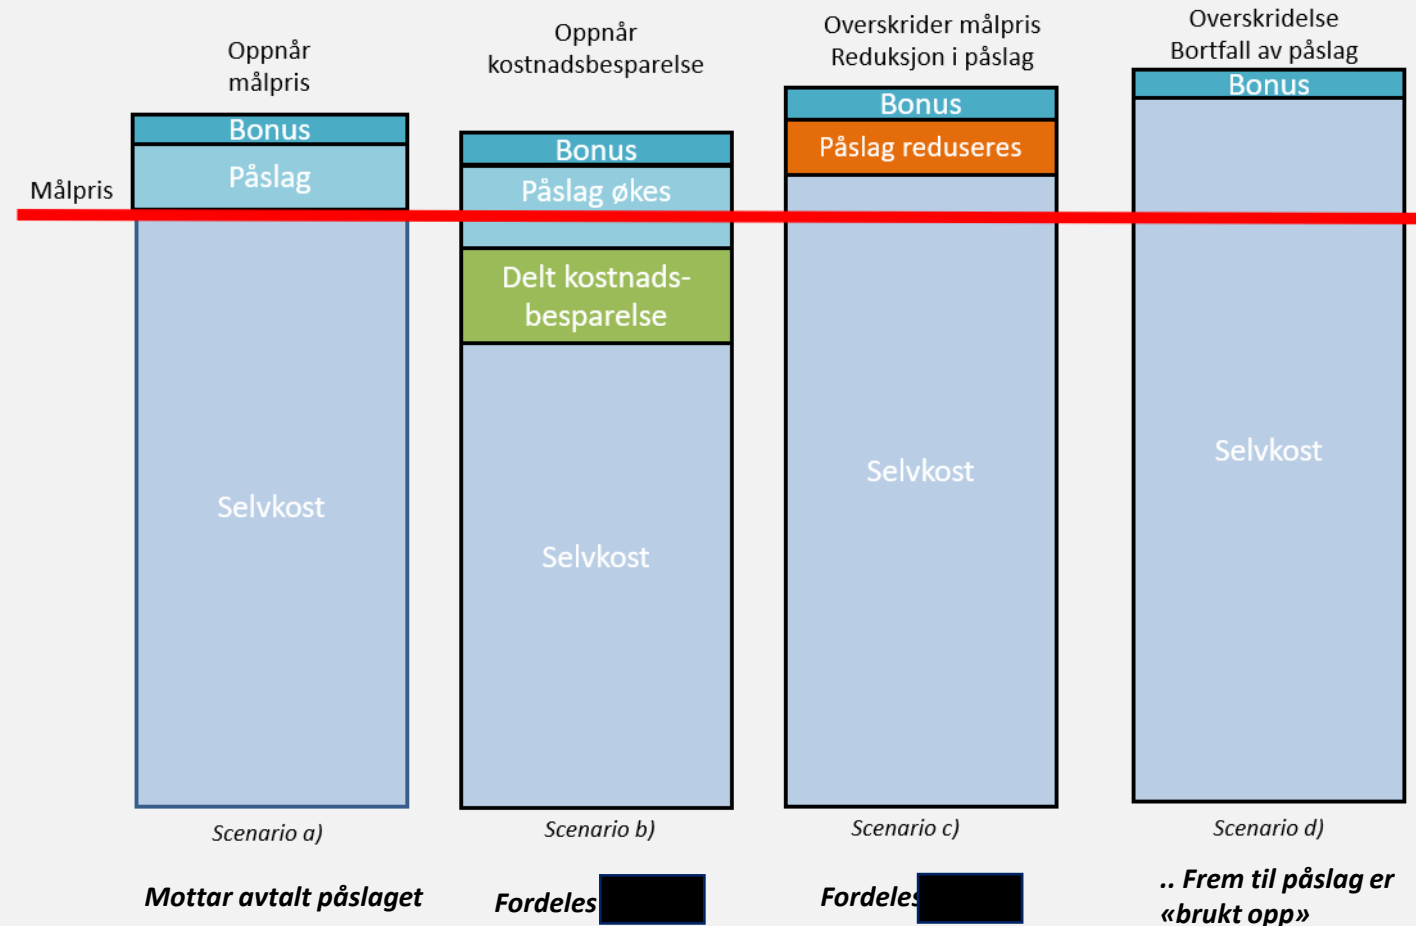 Oppnår
målpris
Oppnår
kostnadsbesparelse
Overskrider målpris
Reduksjon i påslag
Overskridelse
Bortfall av påslag
Bonus
Påslag
Selvkost
Bonus
Påslag økes
Delt kostnads-
besparelse
Selvkost
Bonus
Påslag reduseres
Selvkost
Bonus
Selvkost
Målpris
Scenario a)
Scenario b)
Scenario c)
Scenario d)
Mottar avtalt påslaget
Fordeles
Fordeles
.. Frem til påslag er
«brukt opp»